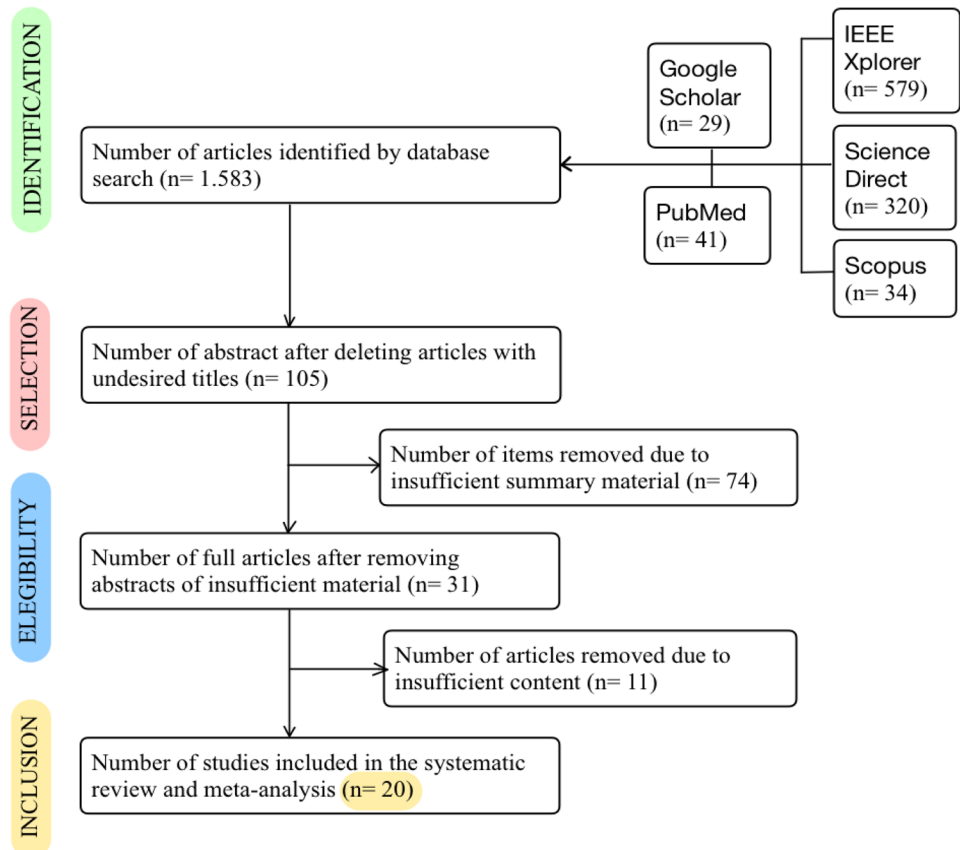 IDENTIFICATION
Number of articles identified by database
search (n= 1.583)
Google
Scholar
(n= 29)
PubMed
(n= 41)
IEEE
Xplorer
(n= 579)
Science
Direct
(n= 320)
Scopus
(n= 34)
SELECTION
Number of abstract after deleting articles with
undesired titles (n= 105)
Number of items removed due to
insufficient summary material (n= 74)
ELEGIBILITY
Number of full articles after removing
abstracts of insufficient material (n= 31)
Number of articles removed due to
insufficient content (n= 11)
INCLUSION
Number of studies included in the systematic
review and meta-analysis (n= 20)